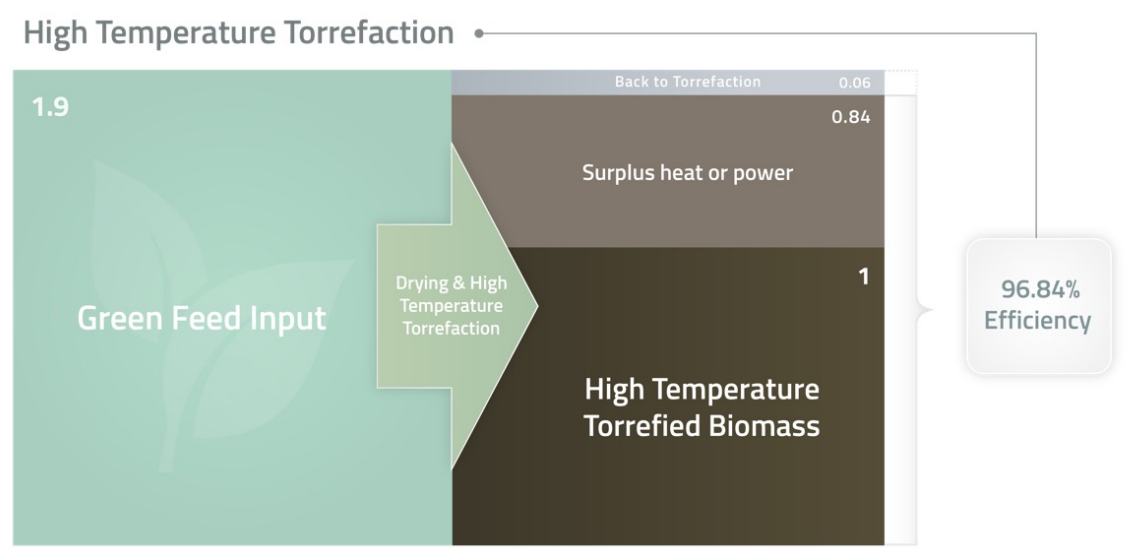 High Temperature Torrefaction
1.9
Back to Torrefaction 0.06
0.84
Surplus heat or power
1
Drying & High
Temperature
Torrefaction
Green Feed Input
High Temperature
Torrefied Biomass
96.84%
Efficiency